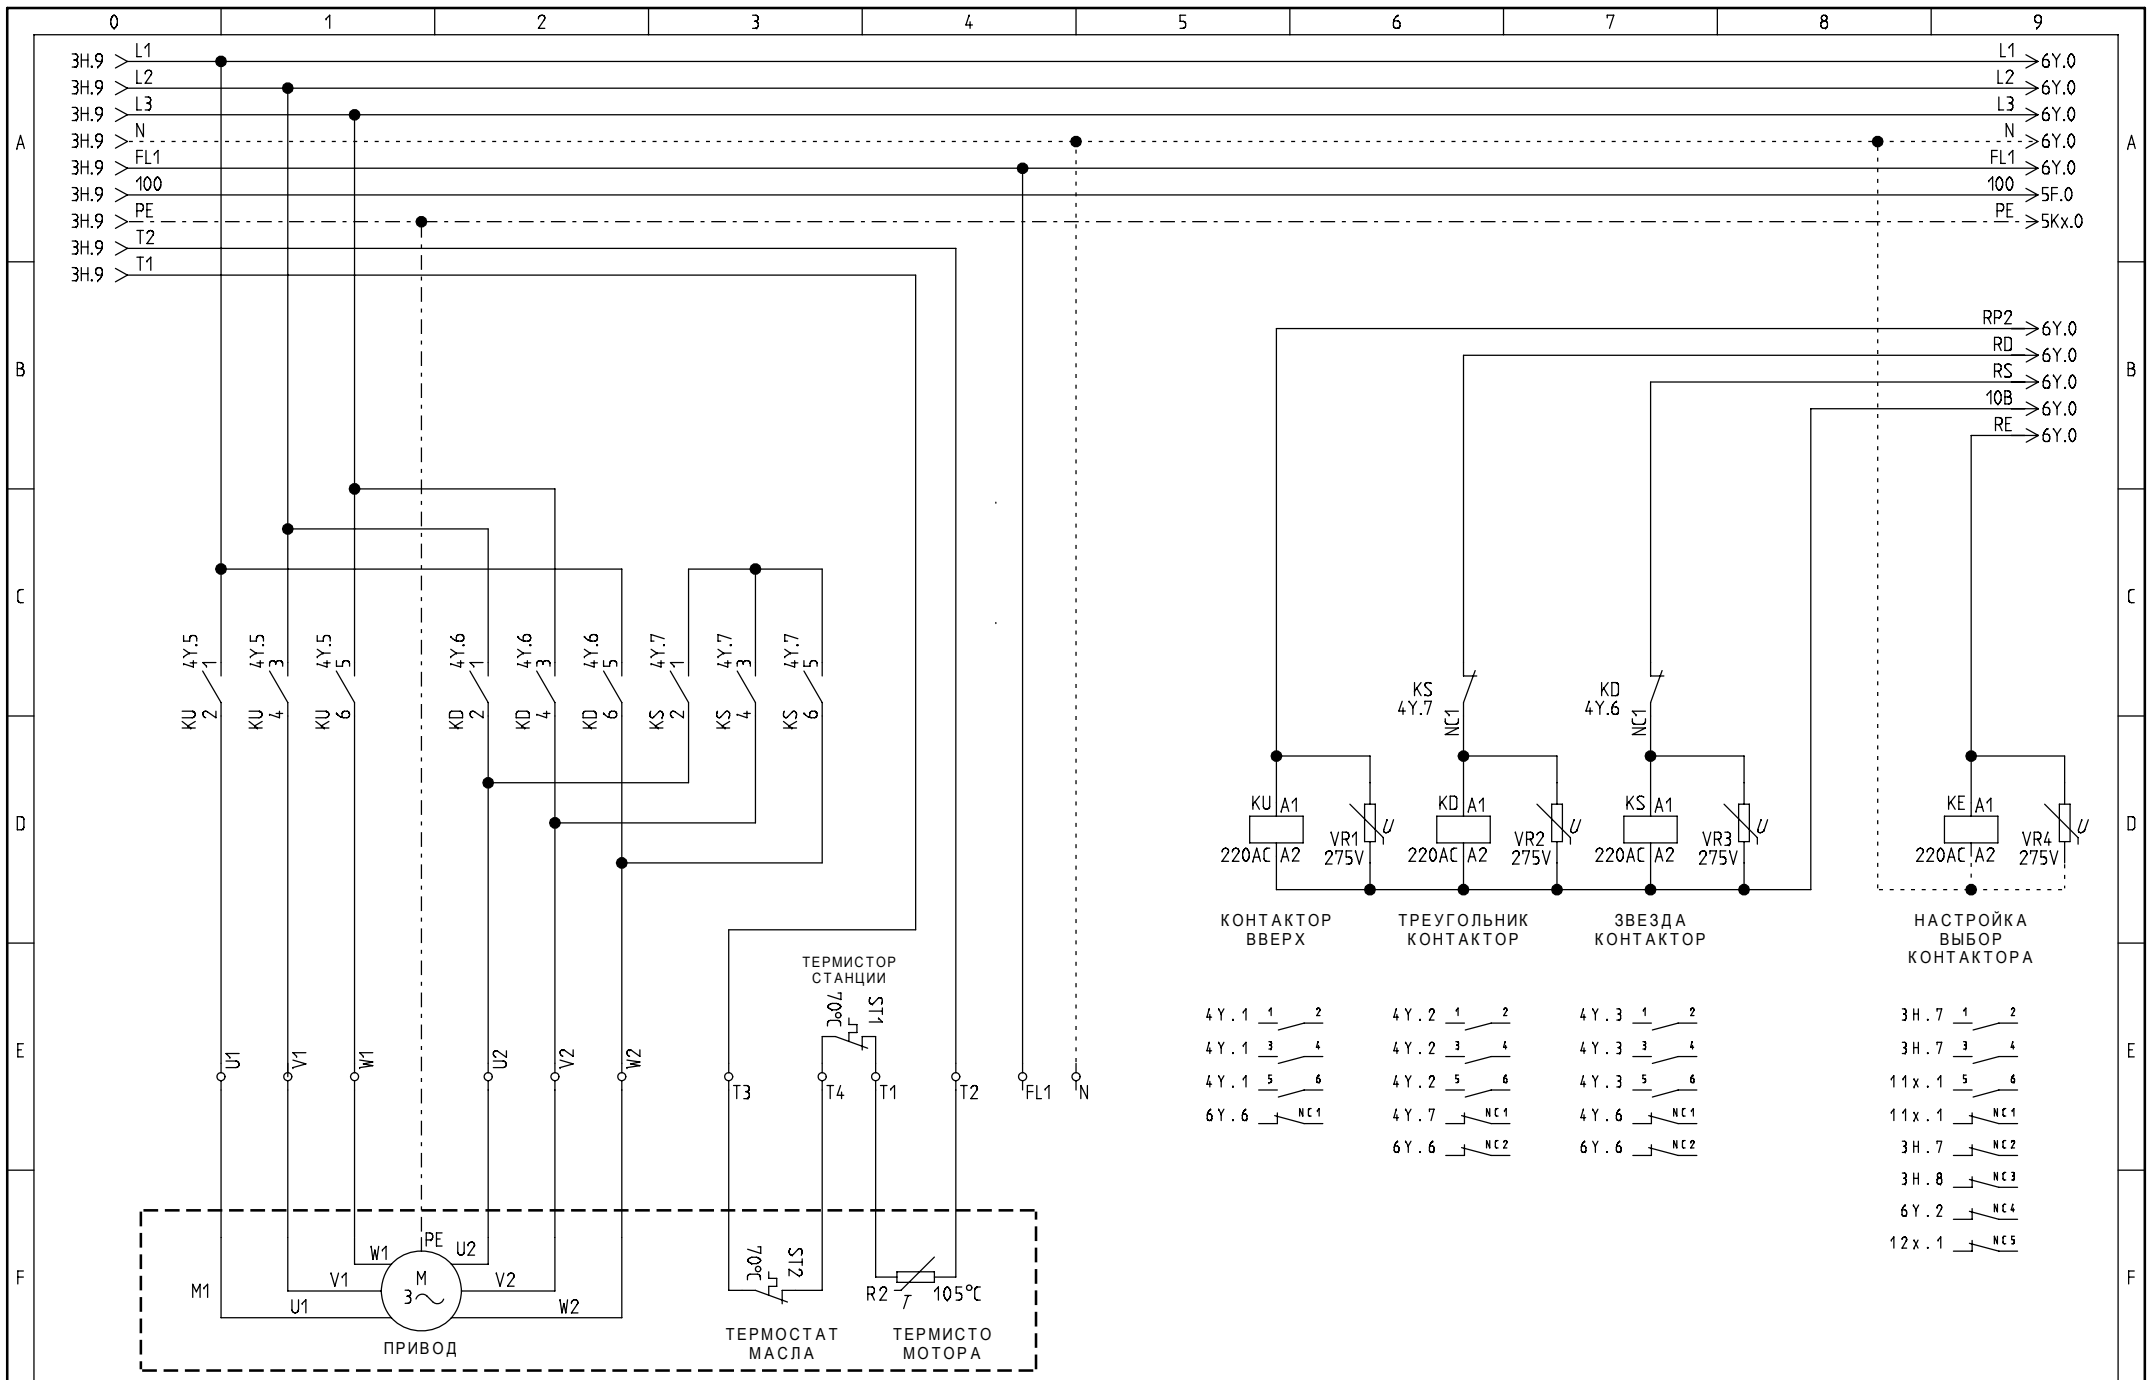 0 1 2 3 4 5 6 7 8 9
3H.9 L1 L1 6Y.0
3H.9 L2 L2 6Y.0
3H.9 L3 L3 6Y.0
A 3H.9 N N 6Y.0 A
3H.9 FL1 FL1 6Y.0
3H.9 100 100 5F.0
3H.9 PE PE 5Kx.0
3H.9 T2
3H.9 T1
RP2 6Y.0
B RD 6Y.0 B
RS 6Y.0
10B 6Y.0
RE 6Y.0
C C
4Y.5 4Y.5 4Y.5 4Y.6 4Y.6 4Y.6 4Y.7 4Y.7 4Y.7
1 3 5 1 3 5 1 3 5
KU KU KU KD KD KD KS KS KS
2 4 6 2 4 6 2 4 6
KS KD
4Y.7 4Y.6
NC1 NC1
D D
KU A1 KD A1 KS A1 KE A1
U U U U
VR1 VR2 VR3 VR4
220AC A2 275V 220AC A2 275V 220AC A2 275V 220AC A2 275V
КОНТАКТОР ТРЕУГОЛЬНИК ЗВЕЗДА НАСТРОЙКА
ВВЕРХ КОНТАКТОР КОНТАКТОР ВЫБОР
КОНТАКТОРА
ТЕРМИСТОР
СТАНЦИИ
70°C ST1
4Y.1 1 2 4Y.2 1 2 4Y.3 1 2 3H.7 1 2
E 4Y.1 3 4 4Y.2 3 4 4Y.3 3 4 3H.7 3 4 E
U1 V1 W1 U2 V2 W2
4Y.1 5 6 4Y.2 5 6 4Y.3 5 6 11x.1 5 6
T3 T4 T1 T2 FL1 N
6Y.6 NC1 4Y.7 NC1 4Y.6 NC1 11x.1 NC1
6Y.6 NC2 6Y.6 NC2 3H.7 NC2
3H.8 NC3
6Y.2 NC4
12x.1 NC5
PE
W1 U2
70°C ST2
F V1 M V2 F
M1 3
R2 T 105°C
U1 W2
ПРИВОД
ТЕРМОСТАТ ТЕРМИСТО
МАСЛА МОТОРА